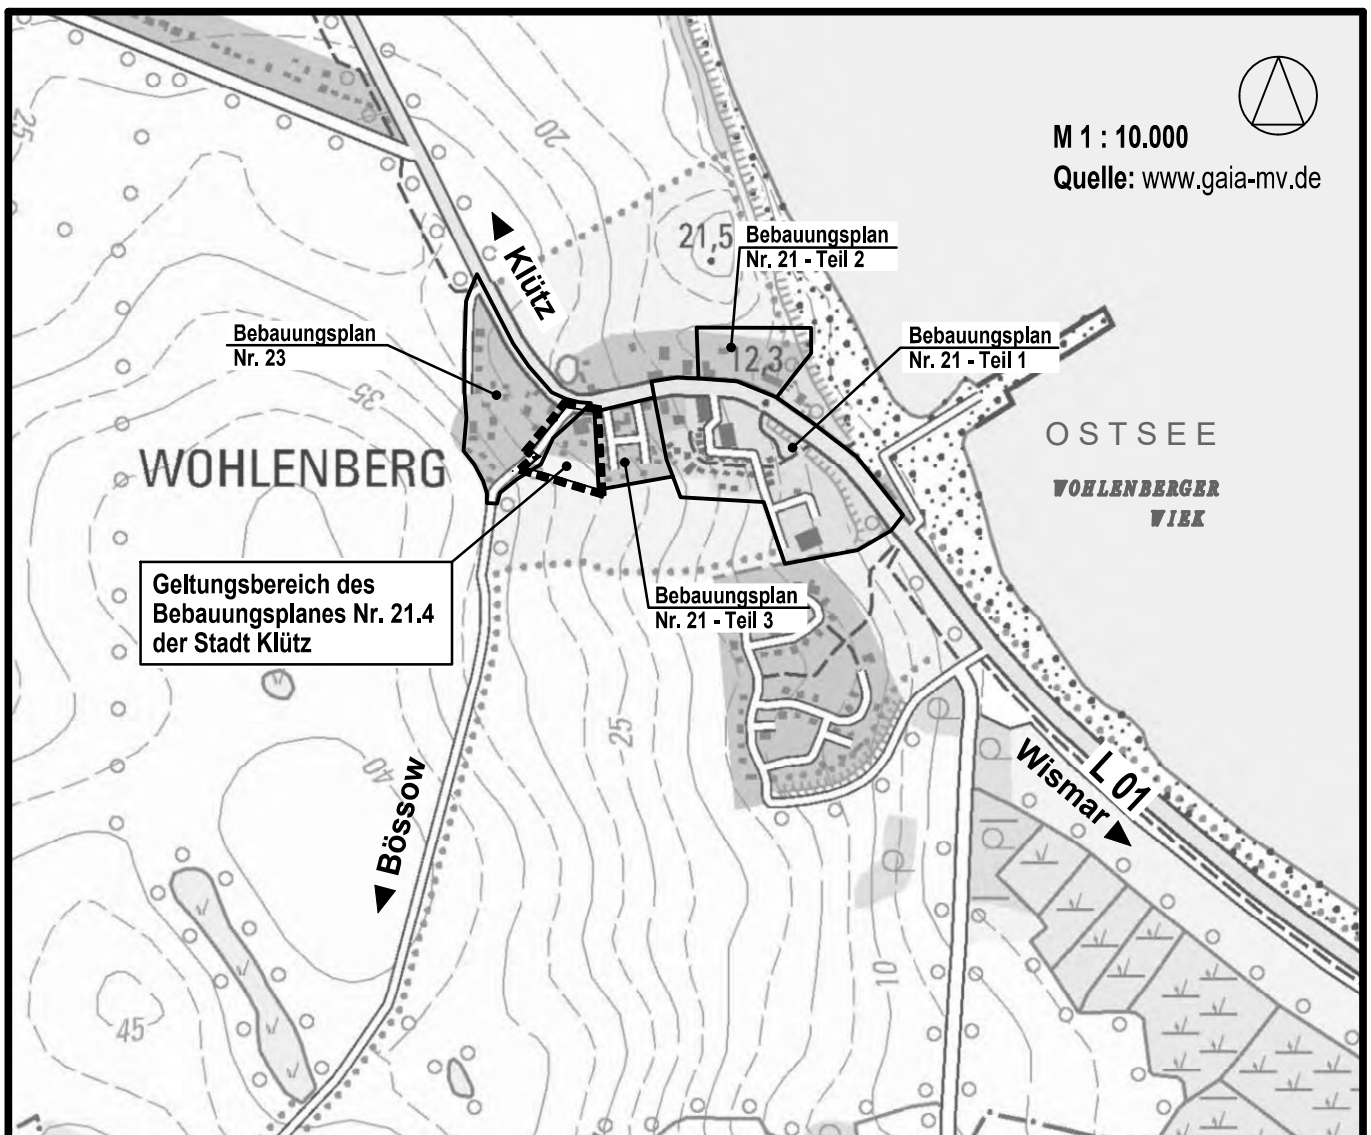 M 1 : 10.000
Quelle: www.gaia-mv.de
25
20
21,5
Klütz
Bebauungsplan
Nr. 21 - Teil 2
Bebauungsplan
Nr. 23
Bebauungsplan
Nr. 21 - Teil 1
12,3
35
WOHLENBERG
OSTSEE
WOHLENBERGER
WIEK
Geltungsbereich des
Bebauungsplanes Nr. 21.4
der Stadt Klütz
Bebauungsplan
Nr. 21 - Teil 3
25
40
Bössow
L 01
Wismar
10
45